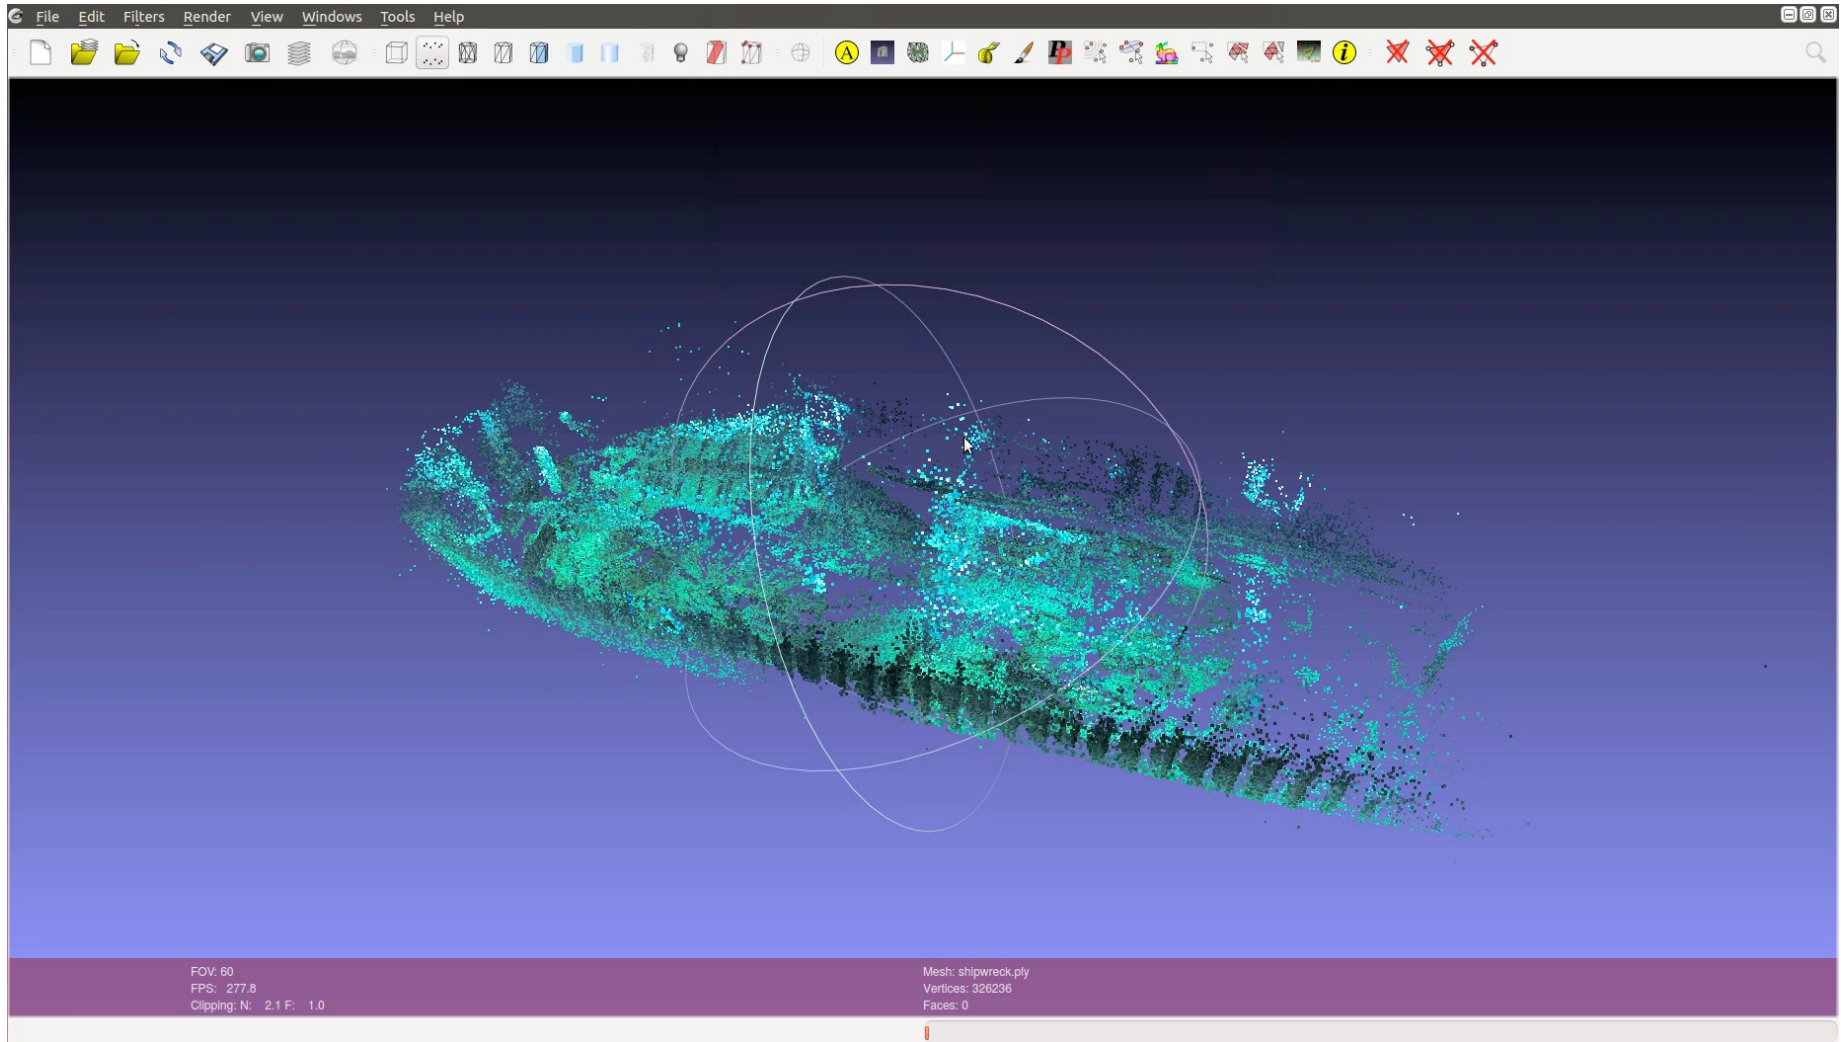 File Edit Filters Render View Windows Tools Help
A
Pp
i
FOV: 60
FPS: 277.8
Clipping: N: 2.1 F: 1.0
Mesh: shipwreck.ply
Vertices: 326236
Faces: 0